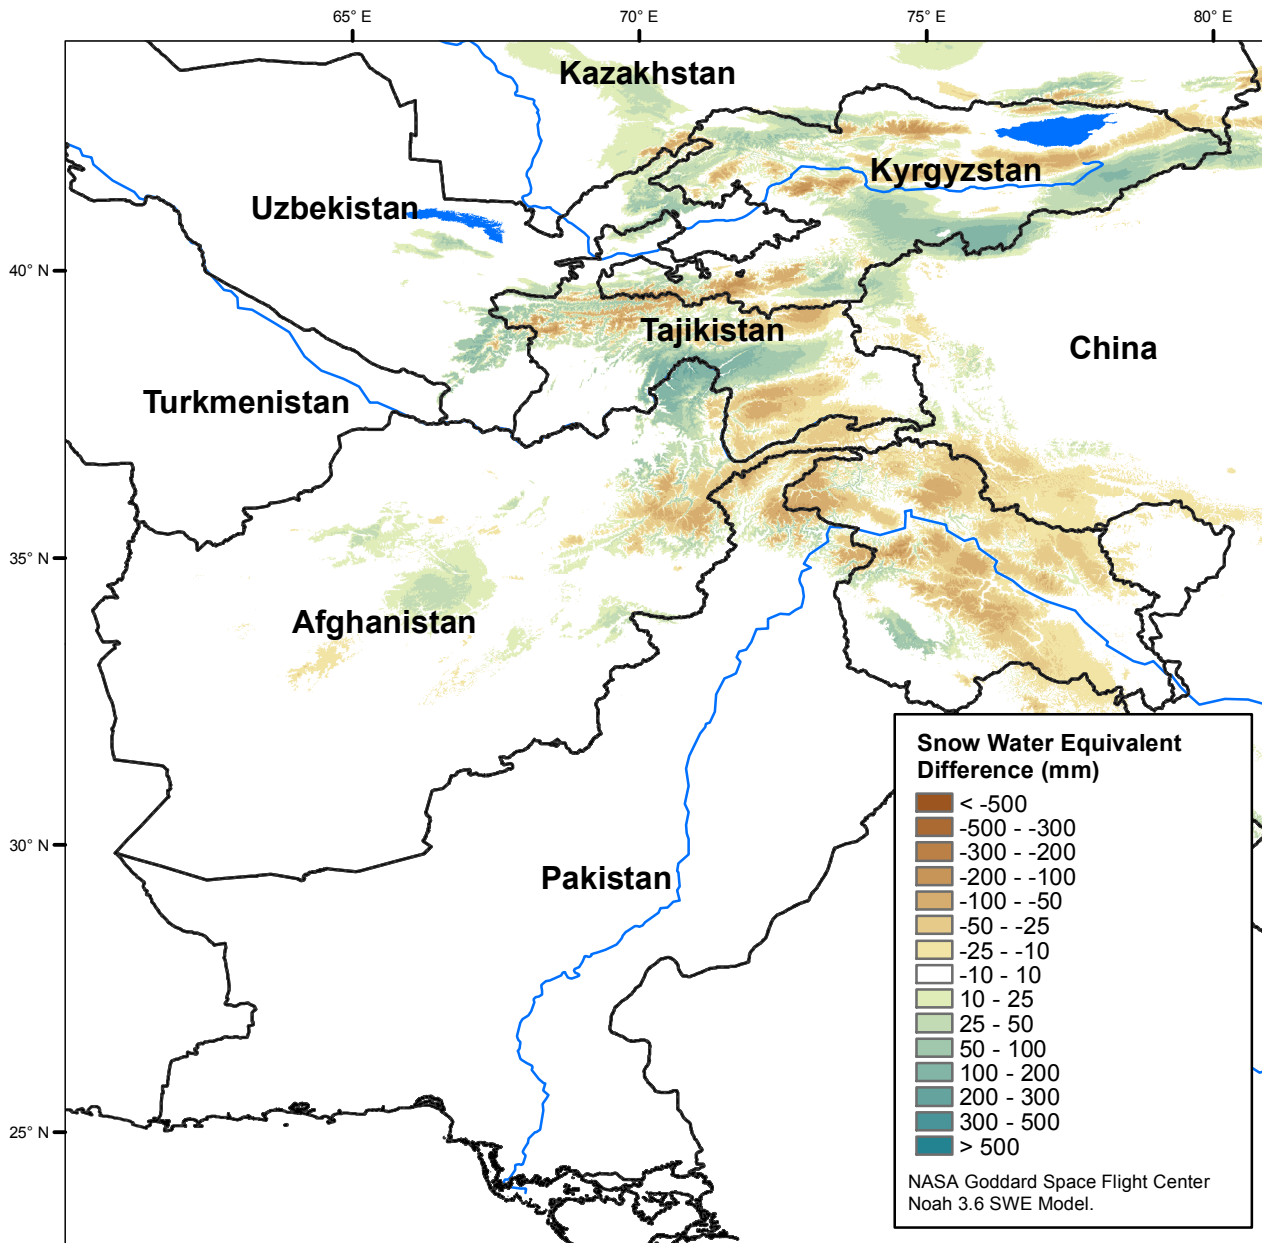 65° E
70° E
75° E
80° E
Kazakhstan
Kyrgyzstan
Uzbekistan
40° N
Tajikistan
China
Turkmenistan
35° N
Afghanistan
Snow Water Equivalent
Difference (mm)
< -500
-500 - -300
-300 - -200
-200 - -100
-100 - -50
-50 - -25
-25 - -10
-10 - 10
10 - 25
25 - 50
50 - 100
100 - 200
200 - 300
300 - 500
> 500
NASA Goddard Space Flight Center
Noah 3.6 SWE Model.
30° N
Pakistan
25° N